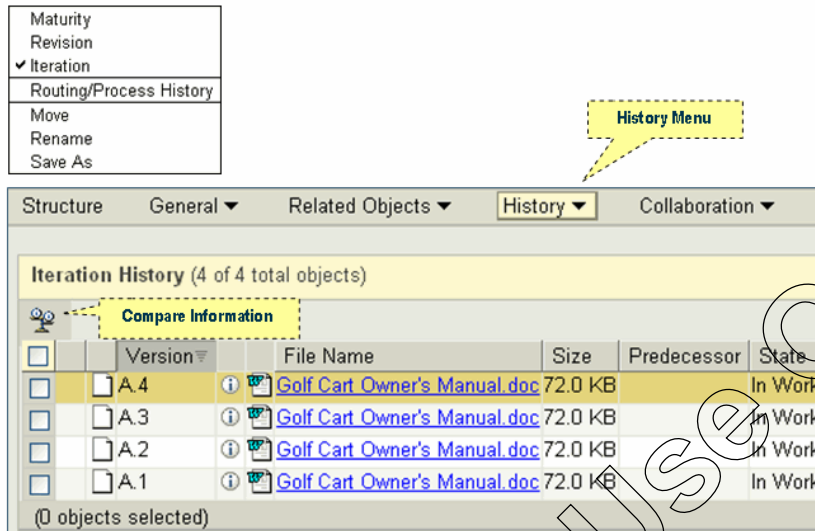 Maturity
Revision
Iteration
Routing/Process History
Move
Rename
Save As
History Menu
Structure General Related Objects History Collaboration
Iteration History (4 of 4 total objects)
Compare Information
Version File Name Size Predecessor State
A.4 Golf Cart Owner's Manual.doc 72.0 KB In Work
A.3 Golf Cart Owner's Manual.doc 72.0 KB In Work
A.2 Golf Cart Owner's Manual.doc 72.0 KB In Work
A.1 Golf Cart Owner's Manual.doc 72.0 KB In Work
(0 objects selected)
Use